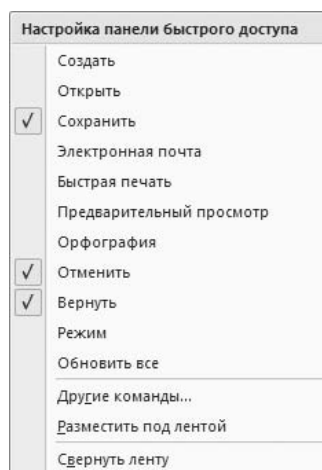 Настройка панели быстрого доступа
Создать
Открыть
Сохранить
Электронная почта
Быстрая печать
Предварительный просмотр
Орфография
Отменить
Вернуть
Режим
Обновить все
Другие команды...
Разместить под лентой
Свернуть ленту